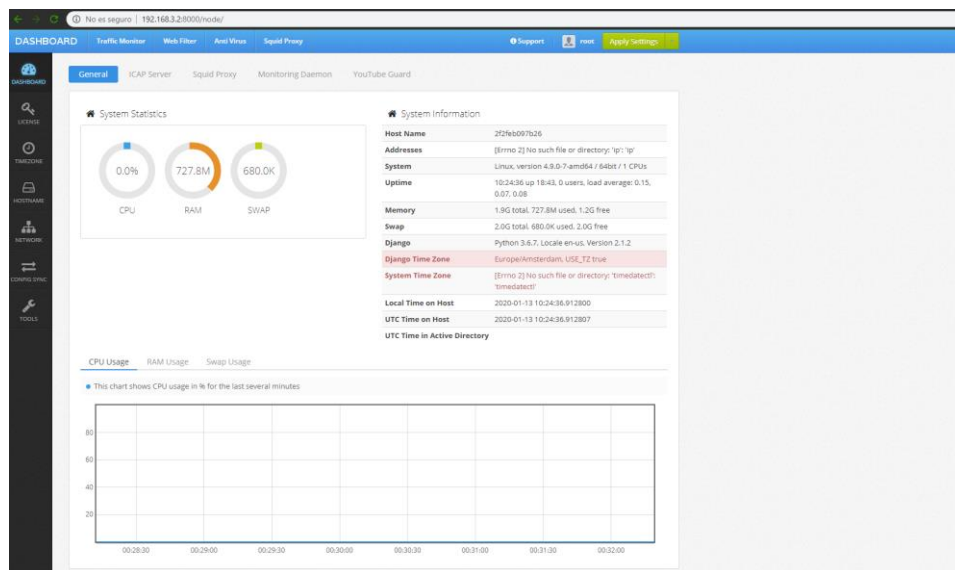 No es seguro | 192.168.3.2:8000/node/
DASHBOARD Traffic Monitor Web Filter Anti Virus Squid Proxy Support root Apply Settings
DASHBOARD
LICENSE
TIMEZONE
HOSTNAME
NETWORK
CONFIG SYNC
TOOLS
General ICAP Server Squid Proxy Monitoring Daemon YouTube Guard
System Statistics
0.0% 727.8M 680.0K
CPU RAM SWAP
System Information
Host Name 2f2feb097b26
Addresses [Errno 2] No such file or directory: 'ip': 'ip'
System Linux, version 4.9.0-7-amd64 / 64bit / 1 CPUs
Uptime 10:24:36 up 18:43, 0 users, load average: 0.15,
0.07, 0.08
Memory 1.9G total, 727.8M used, 1.2G free
Swap 2.0G total, 680.0K used, 2.0G free
Django Python 3.6.7, Locale en-us, Version 2.1.2
Django Time Zone Europe/Amsterdam, USE_TZ true
System Time Zone [Errno 2] No such file or directory: 'timedatectl':
'timedatectl'
Local Time on Host 2020-01-13 10:24:36.912800
UTC Time on Host 2020-01-13 10:24:36.912807
UTC Time in Active Directory
CPU Usage RAM Usage Swap Usage
This chart shows CPU usage in % for the last several minutes
80
60
40
20
00:28:30 00:29:00 00:29:30 00:30:00 00:30:30 00:31:00 00:31:30 00:32:00